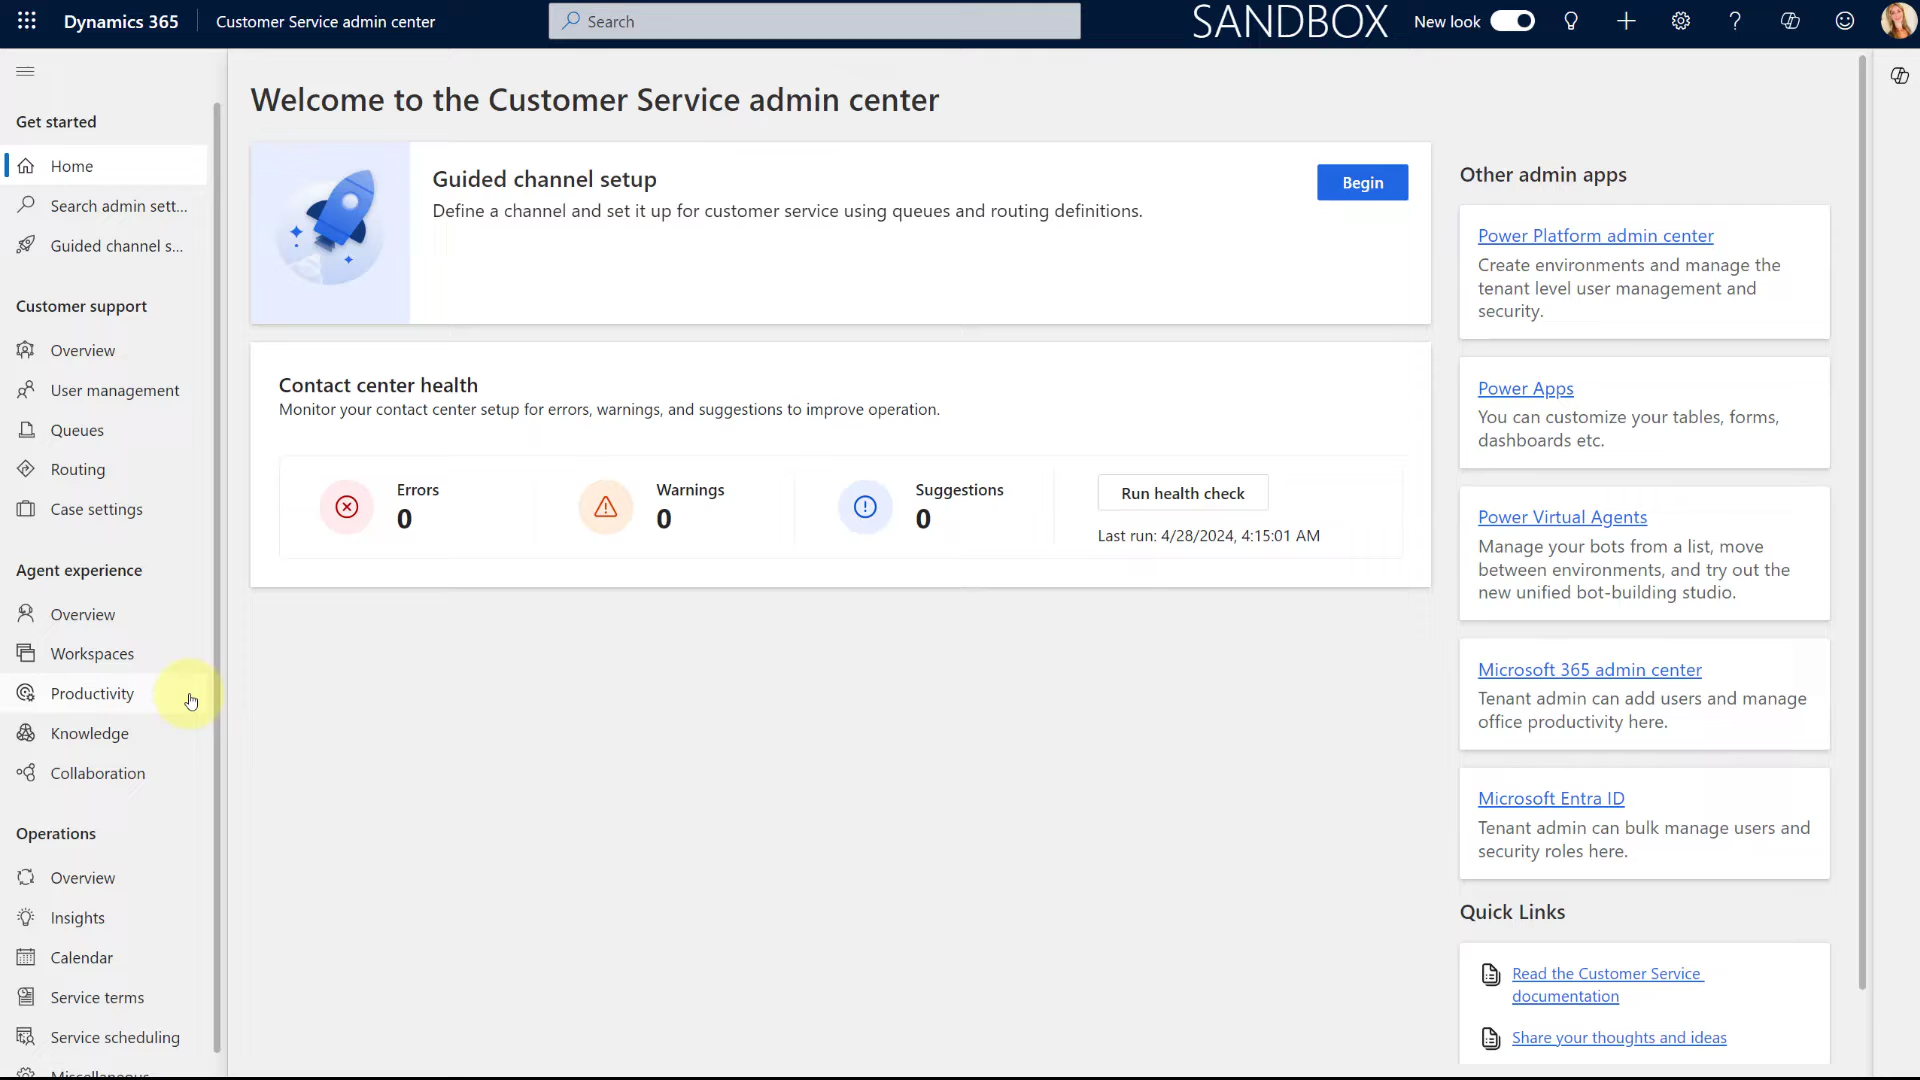 Dynamics 365
Customer Service admin center
Search
SANDBOX
New look
Get started
Home
Search admin sett...
Guided channel s...
Customer support
Overview
User management
Queues
Routing
Case settings
Agent experience
Overview
Workspaces
Productivity
Knowledge
Collaboration
Operations
Overview
Insights
Calendar
Service terms
Service scheduling
Miscellaneous
Welcome to the Customer Service admin center
Guided channel setup
Define a channel and set it up for customer service using queues and routing definitions.
Begin
Contact center health
Monitor your contact center setup for errors, warnings, and suggestions to improve operation.
Errors
0
Warnings
0
Suggestions
0
Run health check
Last run: 4/28/2024, 4:15:01 AM
Other admin apps
Power Platform admin center
Create environments and manage the
tenant level user management and
security.
Power Apps
You can customize your tables, forms,
dashboards etc.
Power Virtual Agents
Manage your bots from a list, move
between environments, and try out the
new unified bot-building studio.
Microsoft 365 admin center
Tenant admin can add users and manage
office productivity here.
Microsoft Entra ID
Tenant admin can bulk manage users and
security roles here.
Quick Links
Read the Customer Service
documentation
Share your thoughts and ideas